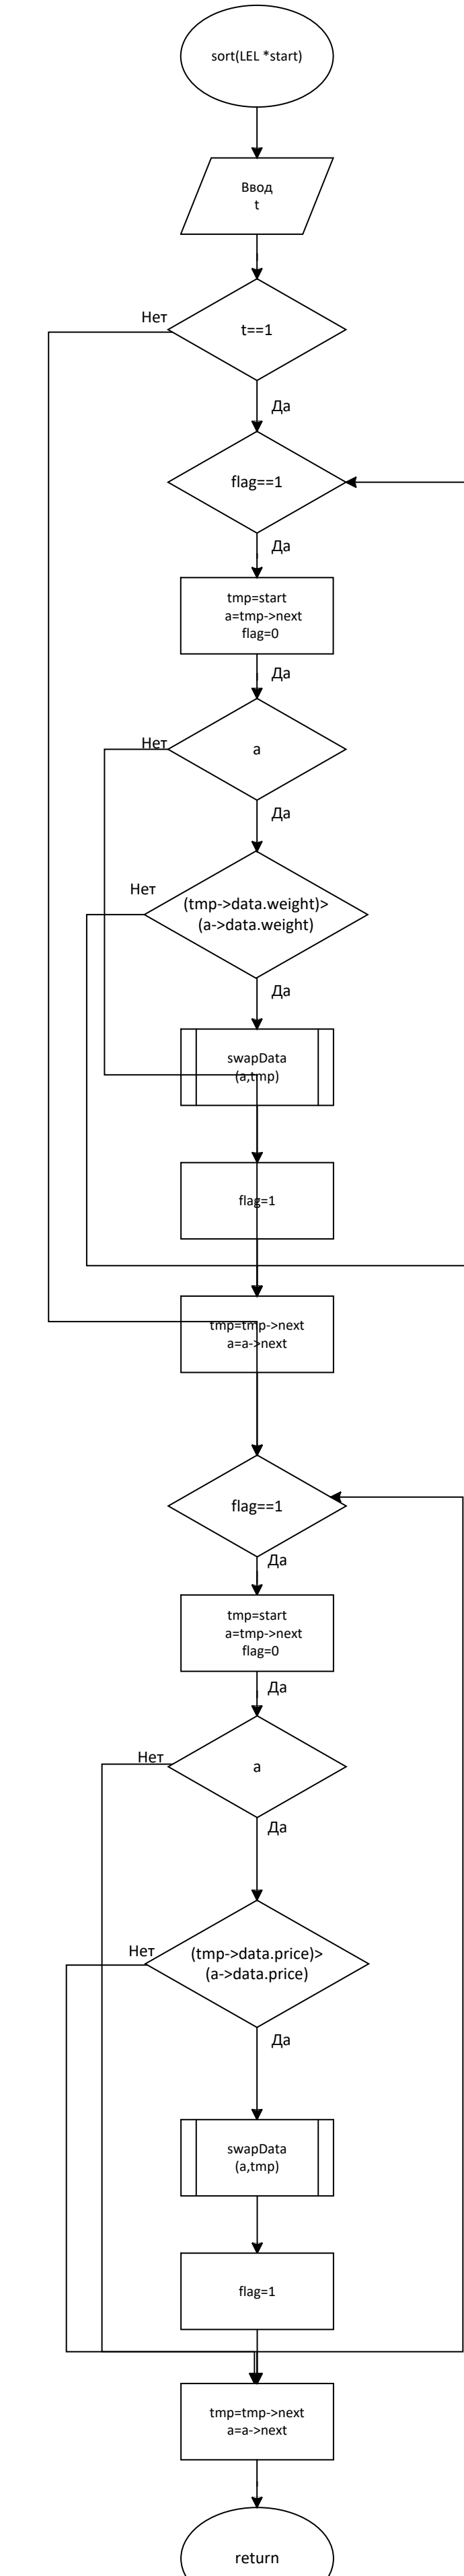 sort(LEL *start)
Ввод
t
Нет
t==1
Да
flag==1
Да
tmp=start
a=tmp->next
flag=0
Да
Нет
a
Да
Нет
(tmp->data.weight)>
(a->data.weight)
Да
swapData
(a,tmp)
flag=1
tmp=tmp->next
a=a->next
flag==1
Да
tmp=start
a=tmp->next
flag=0
Да
Нет
a
Да
Нет
(tmp->data.price)>
(a->data.price)
Да
swapData
(a,tmp)
flag=1
tmp=tmp->next
a=a->next
return